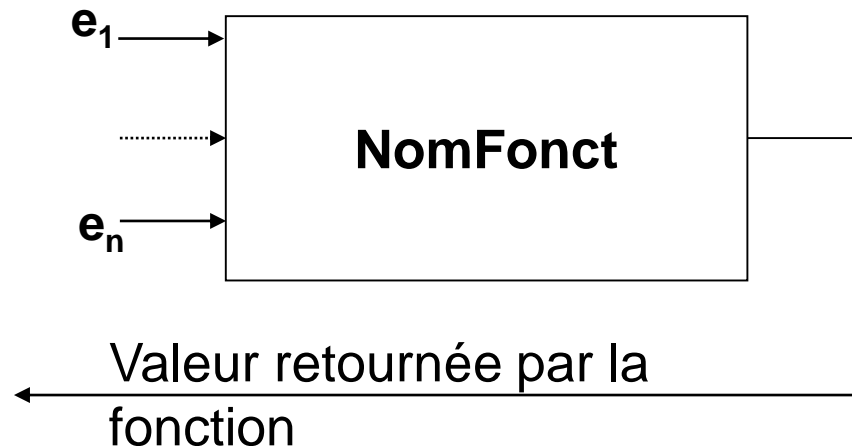 e1
NomFonct
en
Valeur retournée par la
fonction